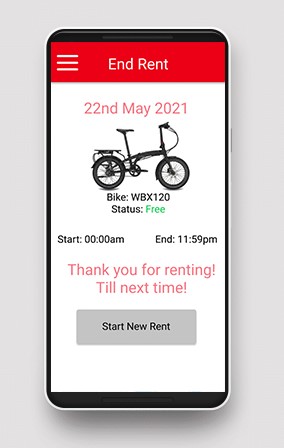 End Rent
22nd May 2021
Bike: WBX120
Status: Free
Start: 00:00am End: 11:59pm
Thank you for renting!
Till next time!
Start New Rent